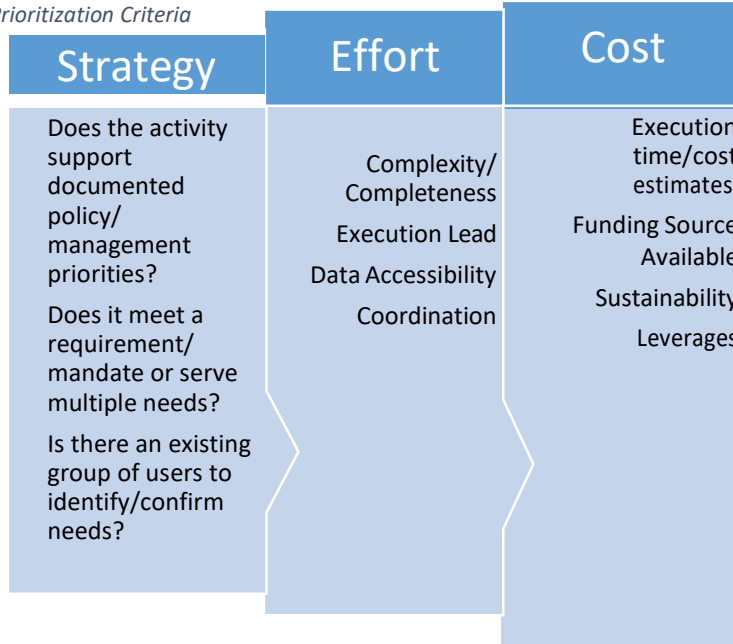 Prioritization Criteria
Strategy
Does the activity
support
documented
policy/
management
priorities?
Does it meet a
requirement/
mandate or serve
multiple needs?
Is there an existing
group of users to
identify/confirm
needs?
Effort
Complexity/
Completeness
Execution Lead
Data Accessibility
Coordination
Cost
Execution
time/cost
estimates
Funding Source
Available
Sustainability
Leverages